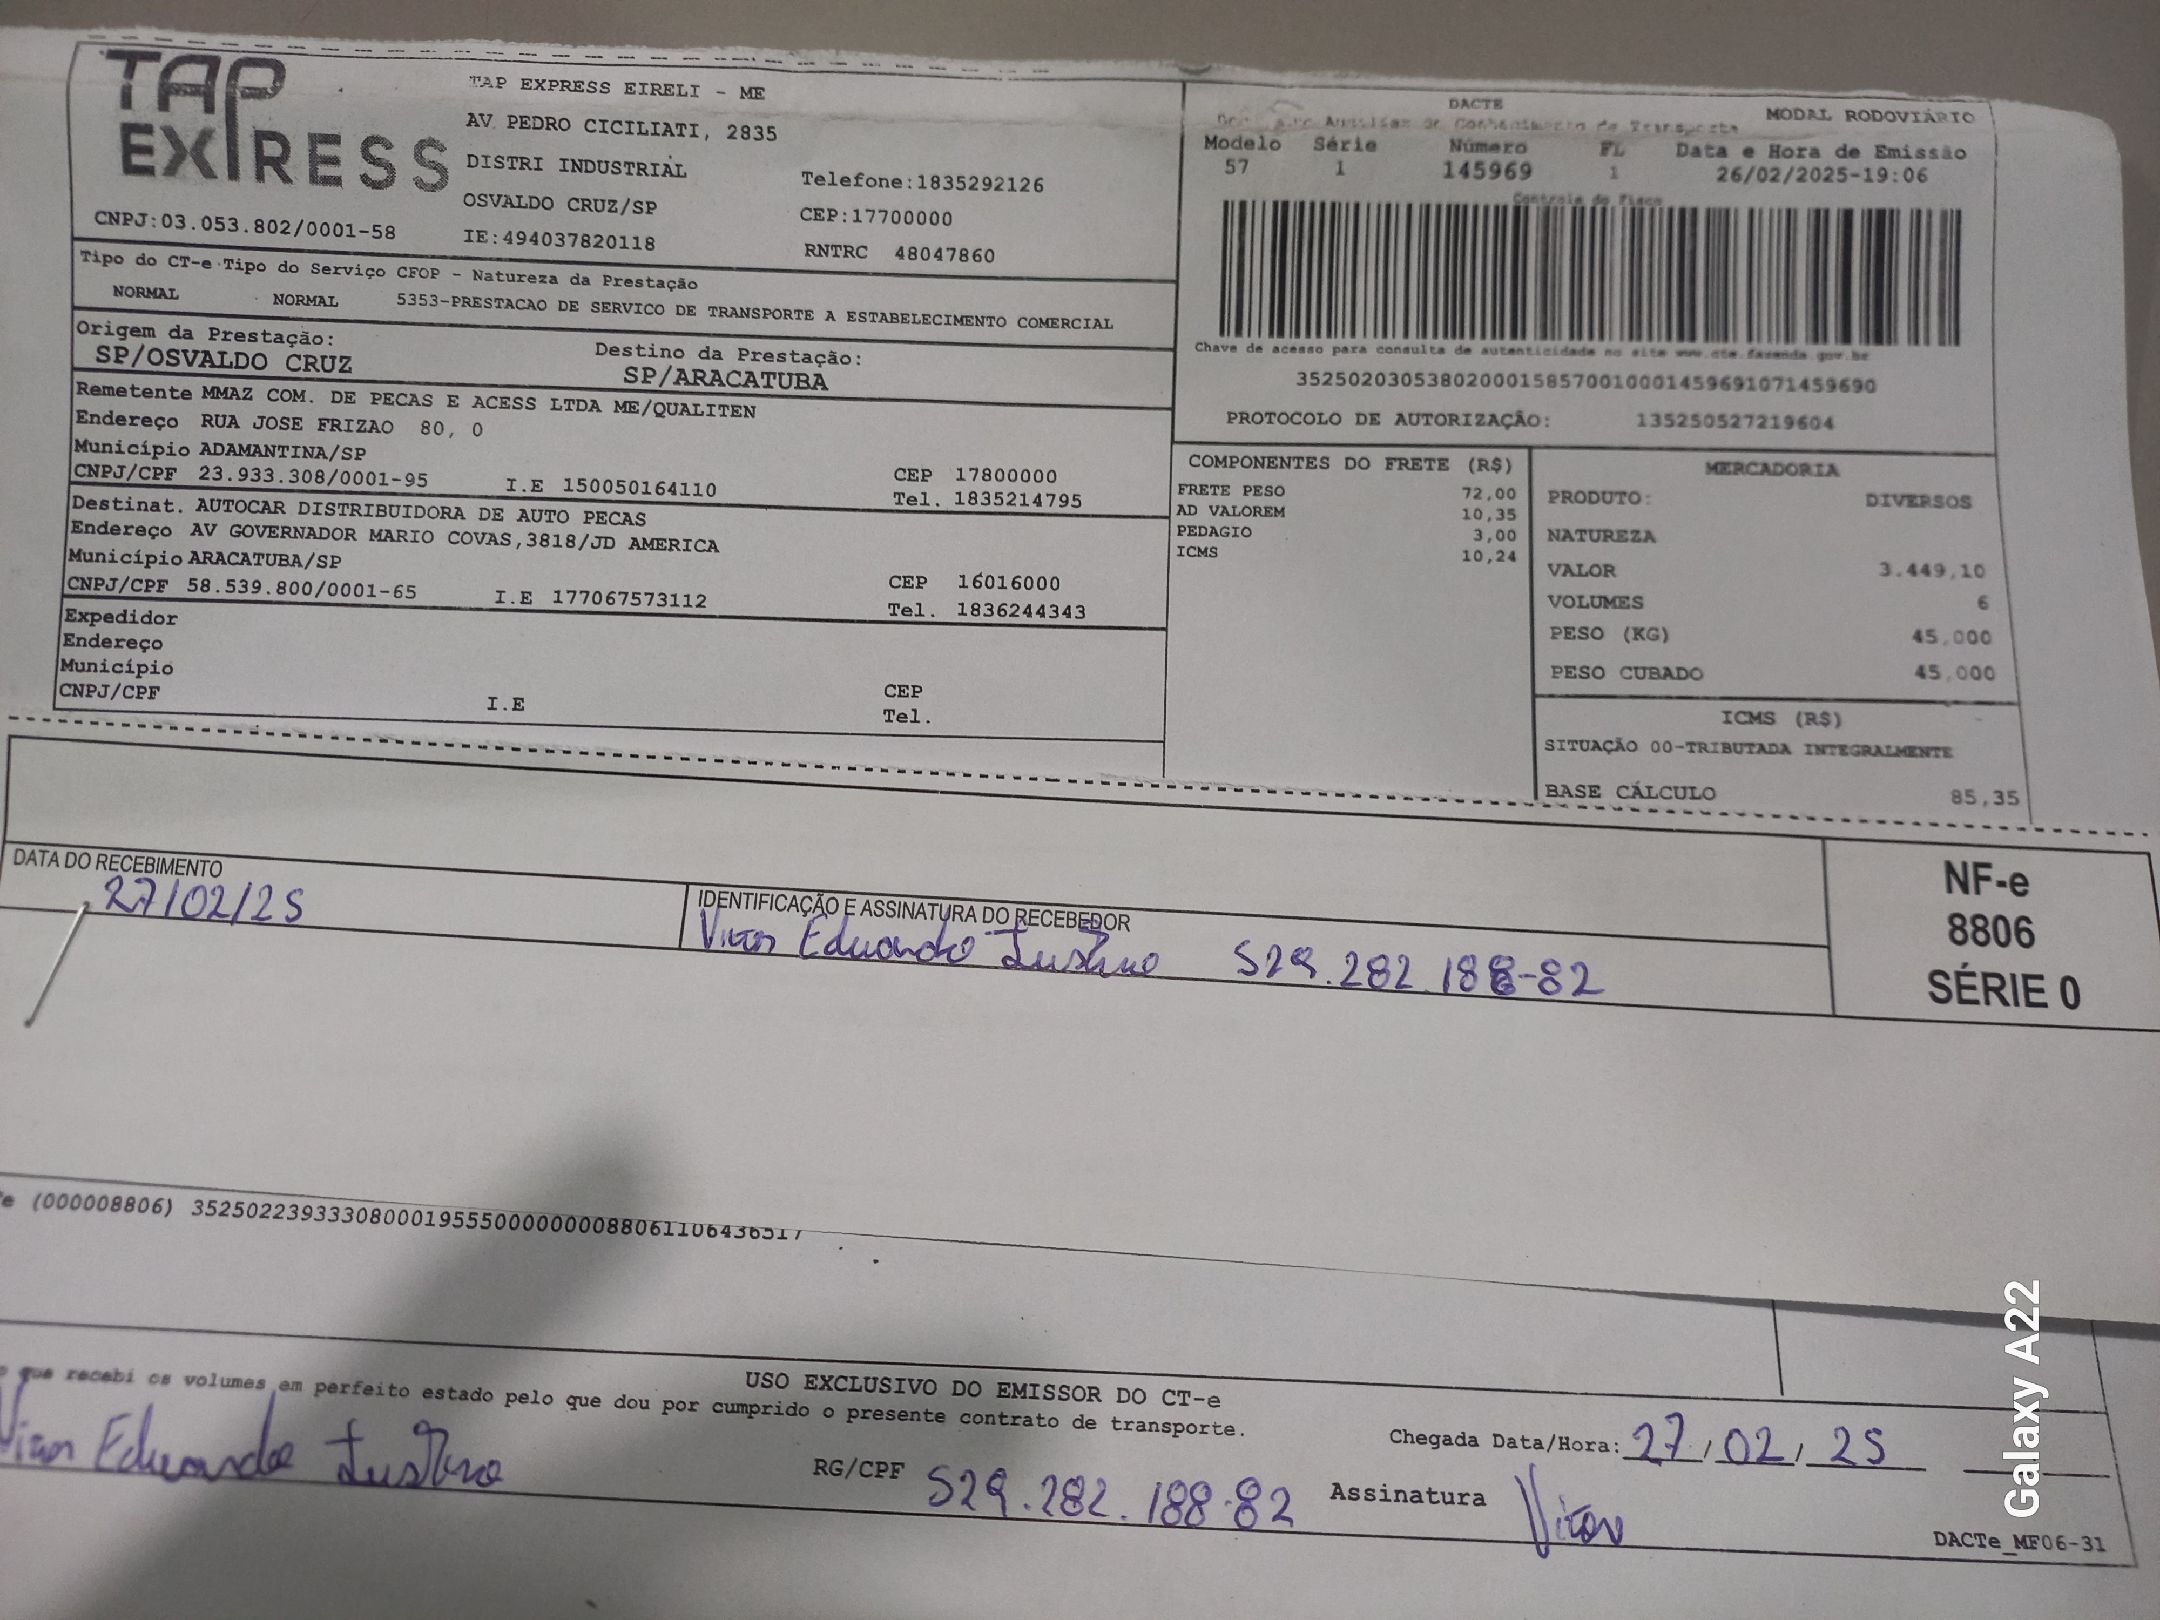 TAP EXPRESS
TAP EXPRESS EIRELI - ME
AV. PEDRO CICILIATI, 2835
DISTRI INDUSTRIAL
OSVALDO CRUZ/SP
IE:494037820118
Telefone:1835292126
CEP:17700000
RNTRC 48047860
CNPJ:03.053.802/0001-58
DACTE
MODAL RODOVIÁRIO
Modelo Série Número FL Data e Hora de Emissão
57 1 145969 1 26/02/2025-19:06
Controle do Fisco
Chave de acesso para consulta de autenticidade no site www.cte.fazenda.gov.br
35250203053802000158570010001459691071459690
PROTOCOLO DE AUTORIZAÇÃO: 135250527219604
Tipo do CT-e Tipo do Serviço CFOP - Natureza da Prestação
NORMAL NORMAL 5353-PRESTACAO DE SERVICO DE TRANSPORTE A ESTABELECIMENTO COMERCIAL
Origem da Prestação: Destino da Prestação:
SP/OSVALDO CRUZ SP/ARACATUBA
Remetente MMAZ COM. DE PECAS E ACESS LTDA ME/QUALITEN
Endereço RUA JOSE FRIZAO 80, 0
Município ADAMANTINA/SP CEP 17800000
CNPJ/CPF 23.933.308/0001-95 I.E 150050164110 Tel. 1835214795
Destinat. AUTOCAR DISTRIBUIDORA DE AUTO PECAS
Endereço AV GOVERNADOR MARIO COVAS,3818/JD AMERICA
Município ARACATUBA/SP CEP 16016000
CNPJ/CPF 58.539.800/0001-65 I.E 177067573112 Tel. 1836244343
Expedidor
Endereço
Município CEP
CNPJ/CPF I.E Tel.
COMPONENTES DO FRETE (R$)
FRETE PESO 72,00
AD VALOREM 10,35
PEDAGIO 3,00
ICMS 10,24
MERCADORIA
PRODUTO: DIVERSOS
NATUREZA
VALOR 3.449,10
VOLUMES 6
PESO (KG) 45,000
PESO CUBADO 45,000
ICMS (R$)
SITUAÇÃO 00-TRIBUTADA INTEGRALMENTE
BASE CÁLCULO 85,35
DATA DO RECEBIMENTO
27/02/25
IDENTIFICAÇÃO E ASSINATURA DO RECEBEDOR
Vitor Eduardo Justino 529.282.188-82
NF-e
8806
SÉRIE 0
(000008806) 35250223933308000195550000000088061106436517
USO EXCLUSIVO DO EMISSOR DO CT-e
que recebi os volumes em perfeito estado pelo que dou por cumprido o presente contrato de transporte.
Vitor Eduardo Justino
RG/CPF 529.282.188-82
Chegada Data/Hora: 27/02/25
Assinatura Vitor
DACTe_MF06-31
Galaxy A22